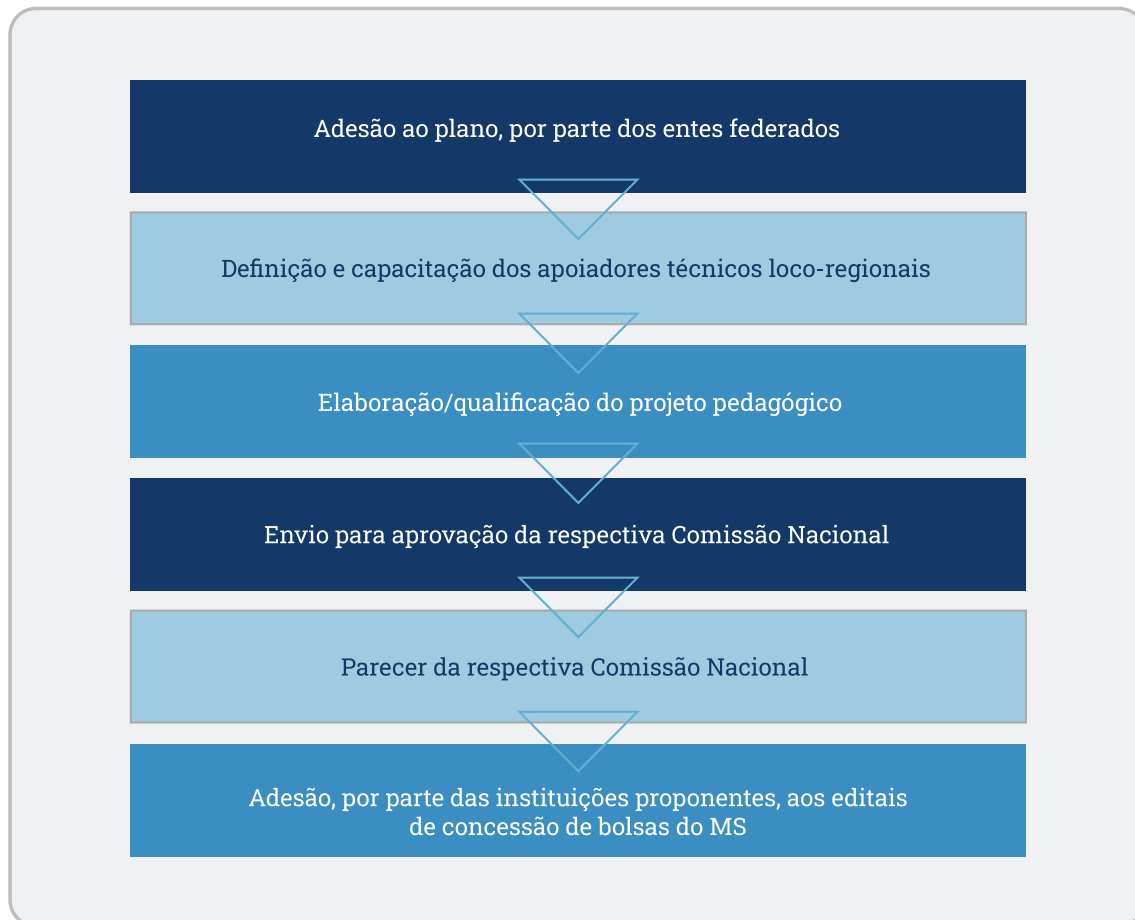 Adesão ao plano, por parte dos entes federados
Definição e capacitação dos apoiadores técnicos loco-regionais
Elaboração/qualificação do projeto pedagógico
Envio para aprovação da respectiva Comissão Nacional
Parecer da respectiva Comissão Nacional
Adesão, por parte das instituições proponentes, aos editais
de concessão de bolsas do MS